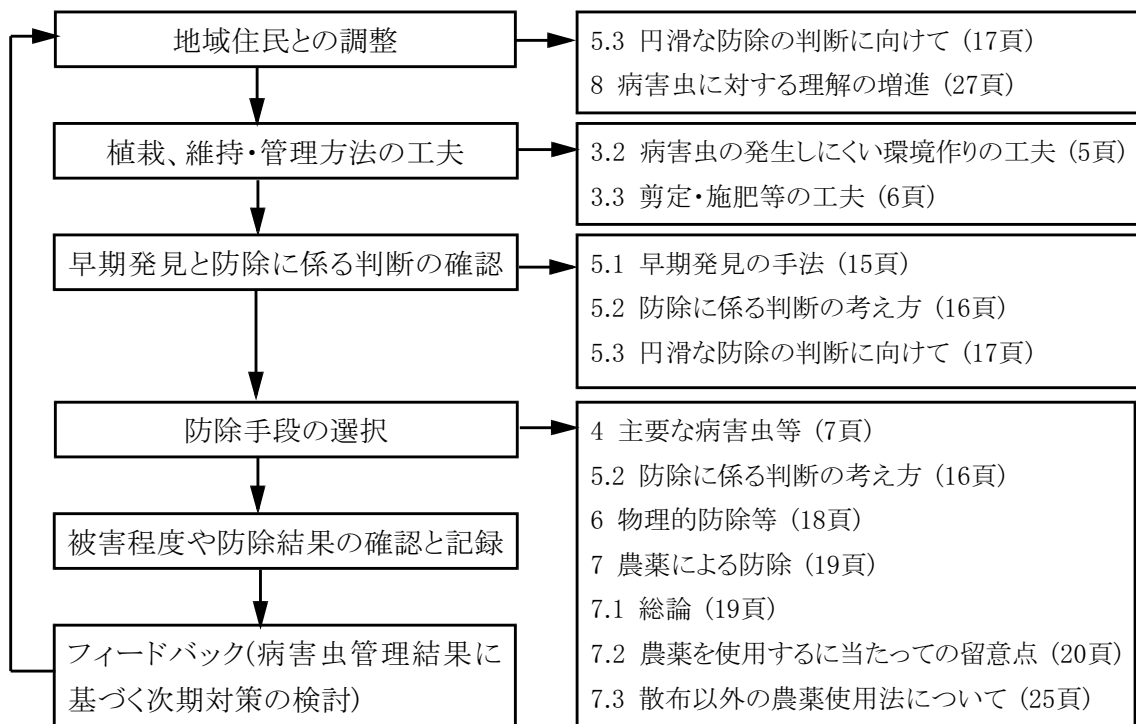 地域住民との調整
5.3 円滑な防除の判断に向けて (17頁)
8 病害虫に対する理解の増進 (27頁)
植栽、維持・管理方法の工夫
3.2 病害虫の発生しにくい環境作りの工夫 (5頁)
3.3 剪定・施肥等の工夫 (6頁)
早期発見と防除に係る判断の確認
5.1 早期発見の手法 (15頁)
5.2 防除に係る判断の考え方 (16頁)
5.3 円滑な防除の判断に向けて (17頁)
防除手段の選択
4 主要な病害虫等 (7頁)
5.2 防除に係る判断の考え方 (16頁)
6 物理的防除等 (18頁)
7 農薬による防除 (19頁)
7.1 総論 (19頁)
7.2 農薬を使用するに当たっての留意点 (20頁)
7.3 散布以外の農薬使用法について (25頁)
被害程度や防除結果の確認と記録
フィードバック(病害虫管理結果に
基づく次期対策の検討)